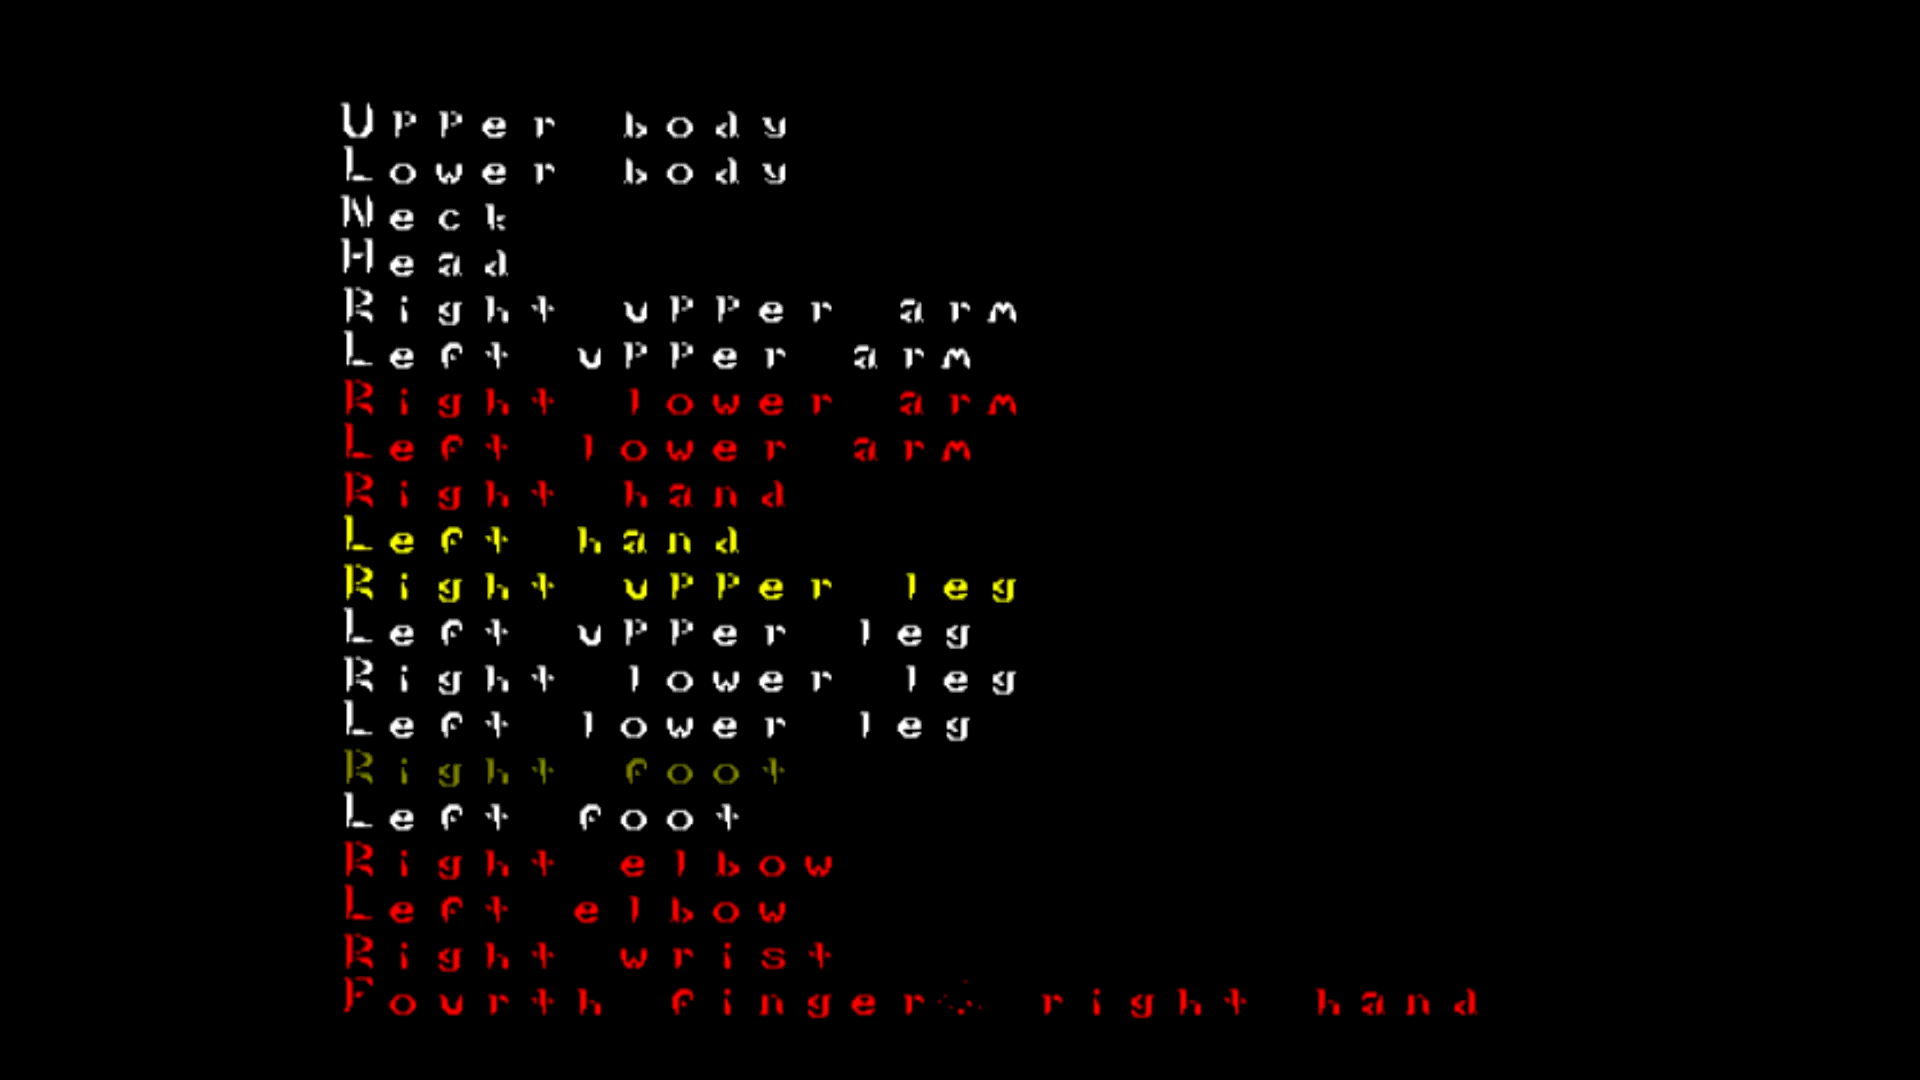 Upper body
Lower body
Neck
Head
Right upper arm
Left upper arm
Right lower arm
Left lower arm
Right hand
Left hand
Right upper leg
Left upper leg
Right lower leg
Left lower leg
Right foot
Left foot
Right elbow
Left elbow
Right wrist
Fourth finger, right hand